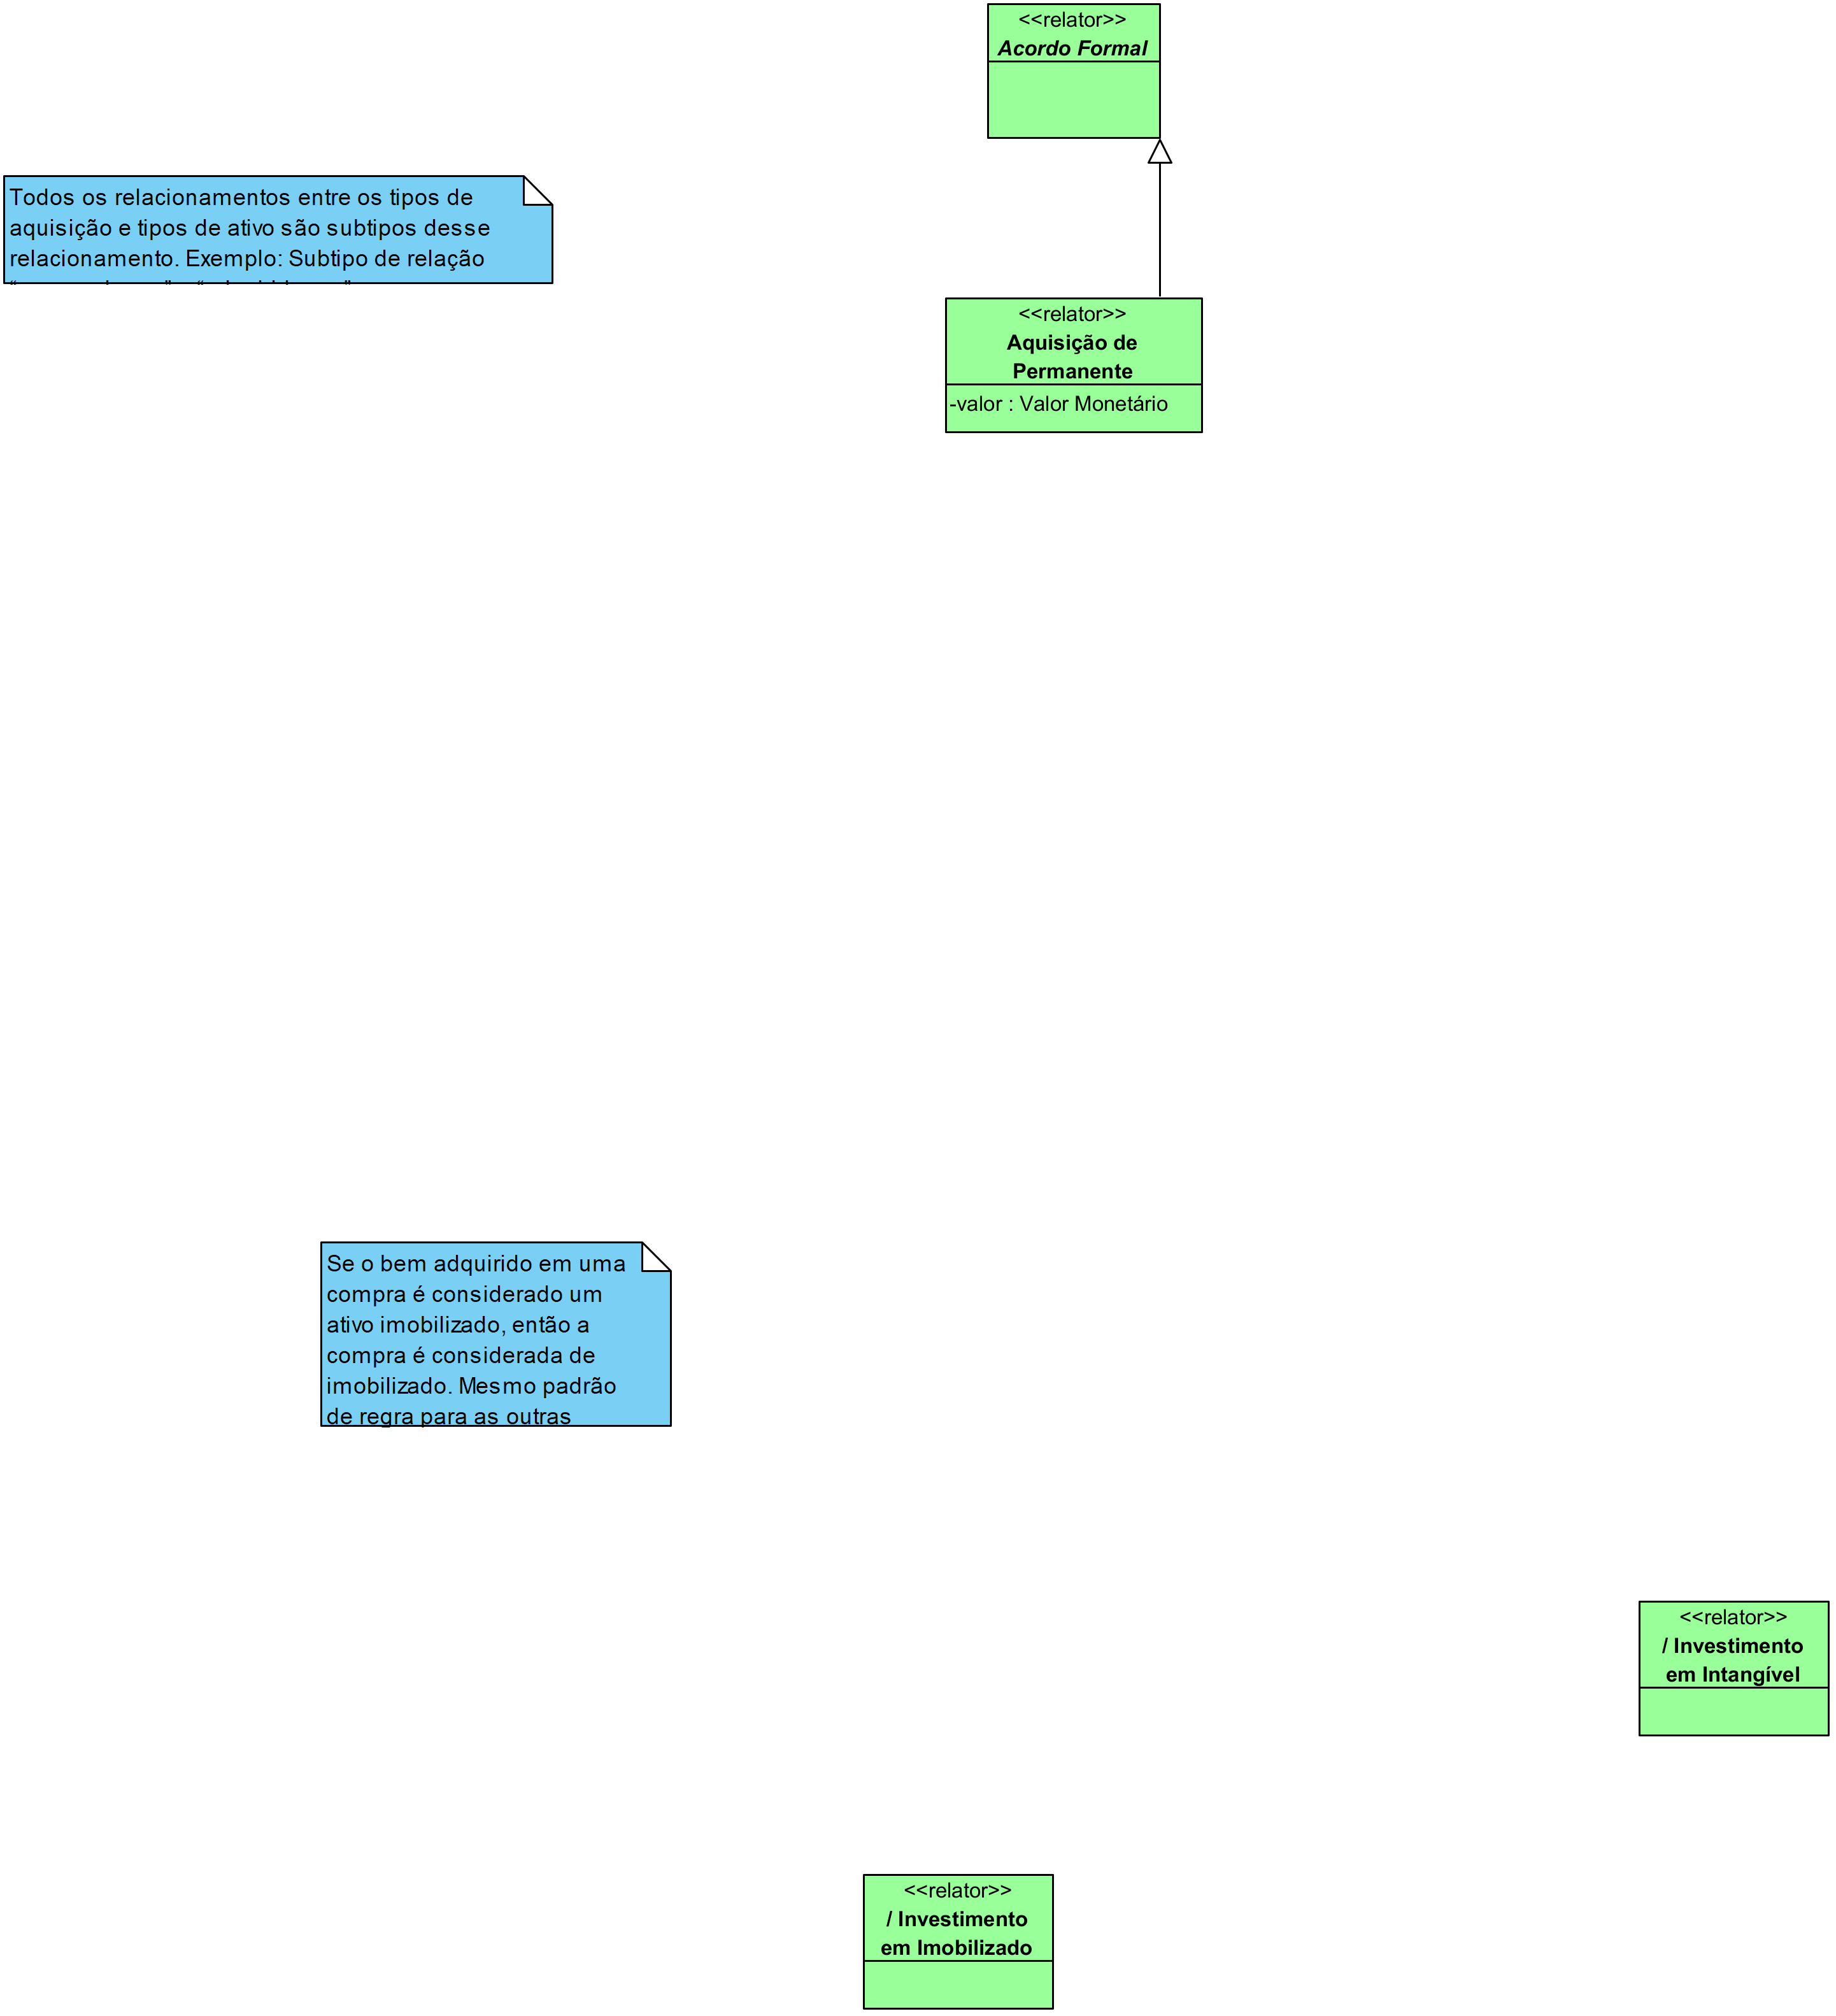 <<relator>>
Acordo Formal
Todos os relacionamentos entre os tipos de
aquisição e tipos de ativo são subtipos desse
relacionamento. Exemplo: Subtipo de relação
<<relator>>
Aquisição de
Permanente
-valor : Valor Monetário
Se o bem adquirido em uma
compra é considerado um
ativo imobilizado, então a
compra é considerada de
imobilizado. Mesmo padrão
de regra para as outras
<<relator>>
/ Investimento
em Intangível
<<relator>>
/ Investimento
em Imobilizado